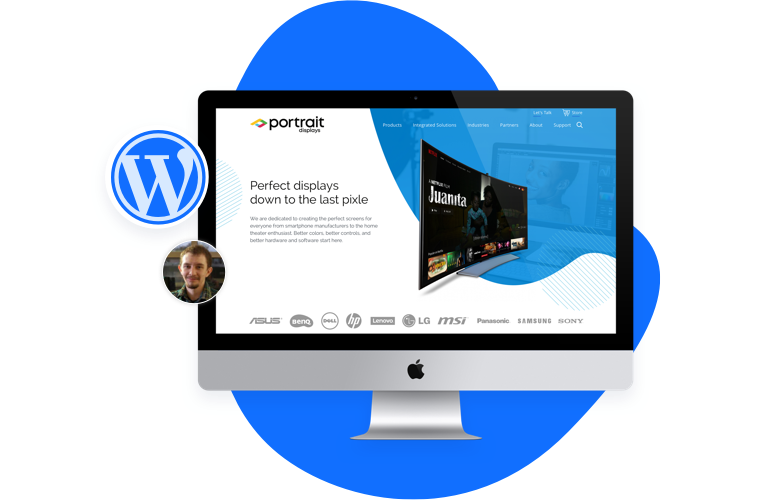 Let's Talk Store
portrait
displays
Products Integrated Solutions Industries Partners About Support
Perfect displays
down to the last pixle
We are dedicated to creating the perfect screens for
everyone from smartphone manufacturers to the home
theater enthusiast. Better colors, better controls, and
better hardware and software start here.
A NETFLIX FILM
Juanita
ASUS BenQ DELL hp Lenovo LG msi Panasonic SAMSUNG SONY
W